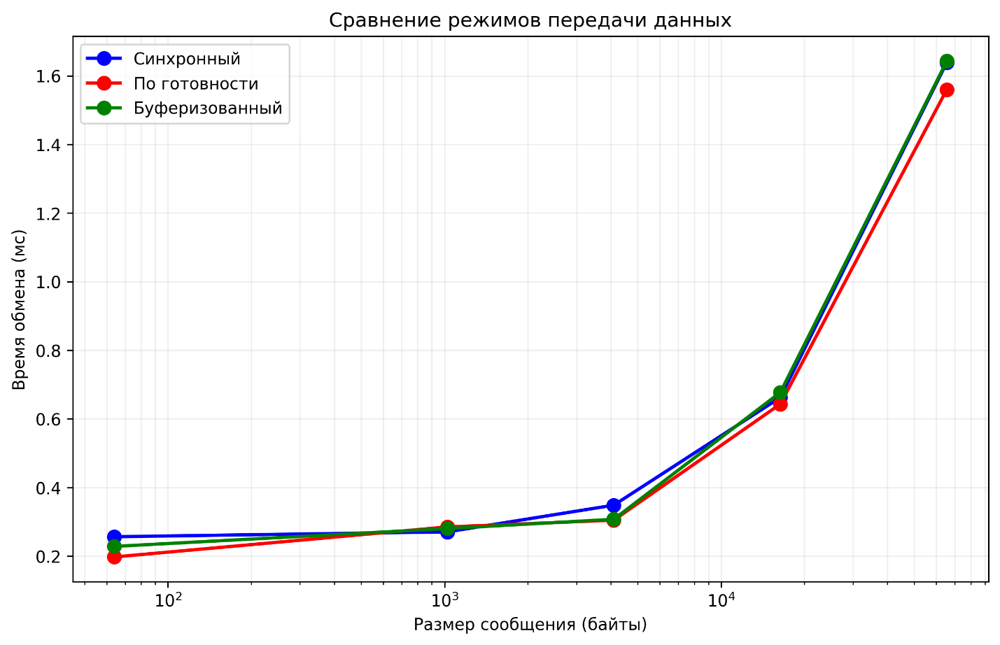 Сравнение режимов передачи данных
Синхронный
По готовности
Буферизованный
Время обмена (мс)
1.6
1.4
1.2
1.0
0.8
0.6
0.4
0.2
10² 10³ 10⁴
Размер сообщения (байты)